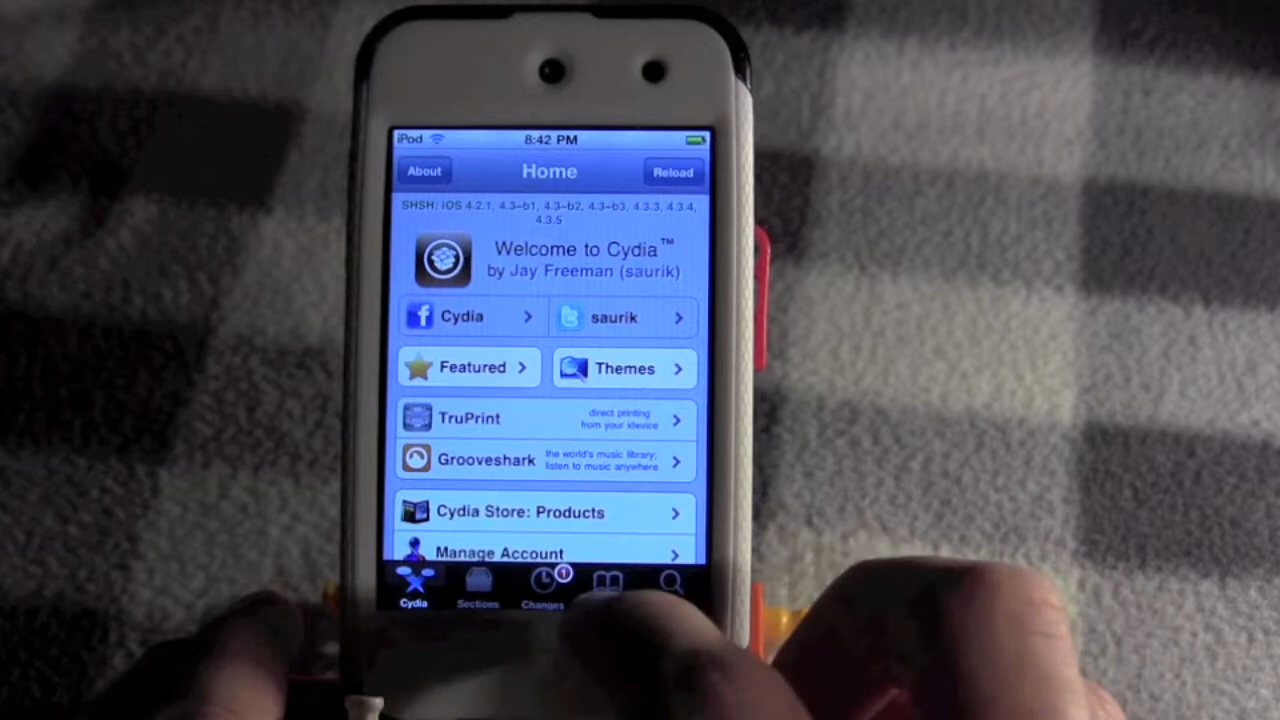 iPod 8:42 PM
About Home Reload
SHSH: iOS 4.2.1, 4.3-b1, 4.3-b2, 4.3-b3, 4.3.3, 4.3.4,
4.3.5
Welcome to Cydia™
by Jay Freeman (saurik)
f Cydia > t saurik >
Featured > Themes >
TruPrint direct printing
from your idevice >
Grooveshark the world's music library:
listen to music anywhere >
Cydia Store: Products >
Manage Account >
1
Cydia Sections Changes